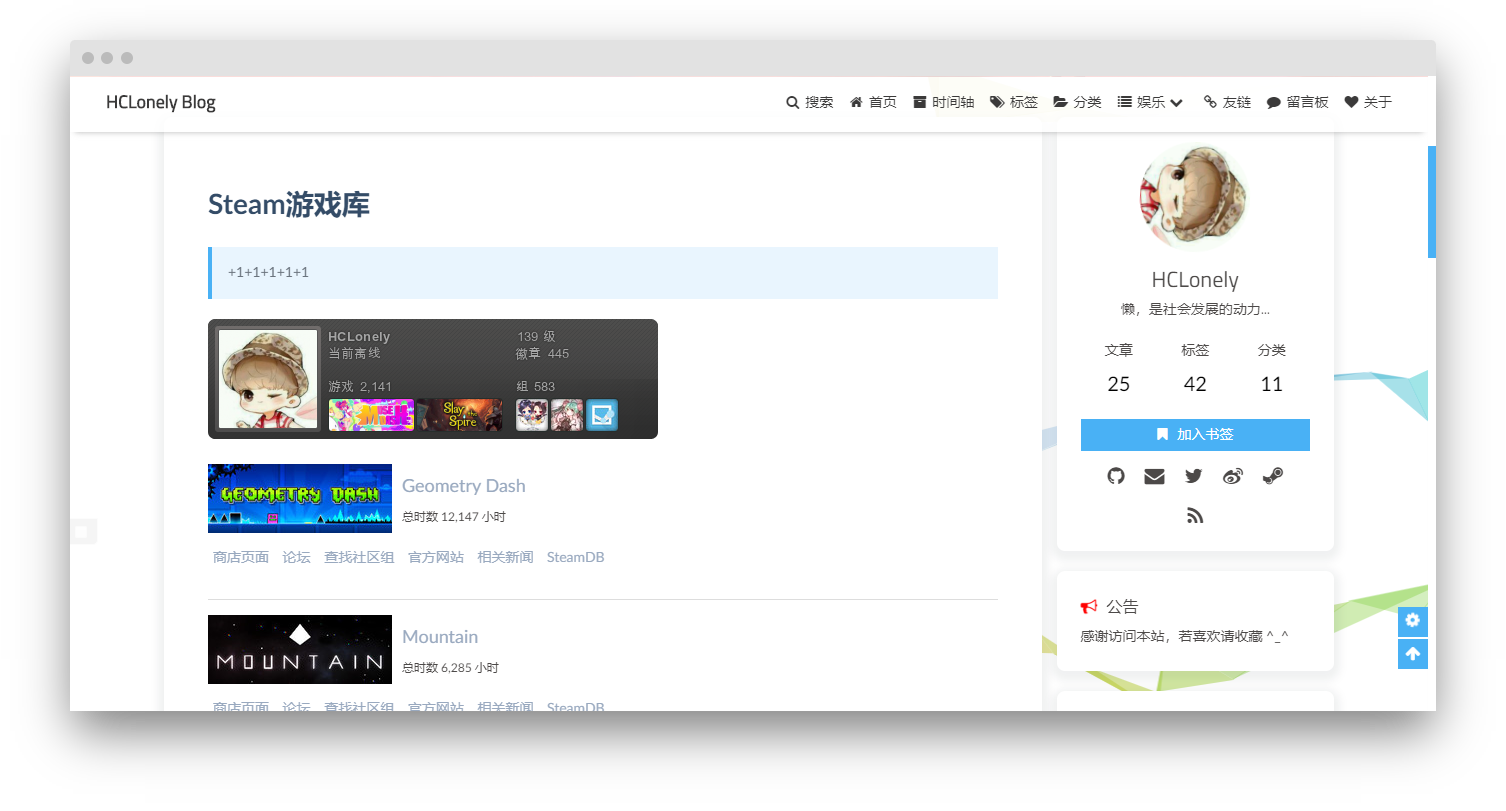 HCLonely Blog
搜索 首页 时间轴 标签 分类 娱乐 友链 留言板 关于
Steam游戏库
+1+1+1+1+1
HCLonely
当前离线
游戏 2,141
139 级
徽章 445
组 583
MUSE
Slay the Spire
GEOMETRY DASH
Geometry Dash
总时数 12,147 小时
商店页面 论坛 查找社区组 官方网站 相关新闻 SteamDB
MOUNTAIN
Mountain
总时数 6,285 小时
商店页面 论坛 查找社区组 官方网站 相关新闻 SteamDB
HCLonely
懒，是社会发展的动力...
文章 标签 分类
25 42 11
加入书签
公告
感谢访问本站，若喜欢请收藏 ^_^